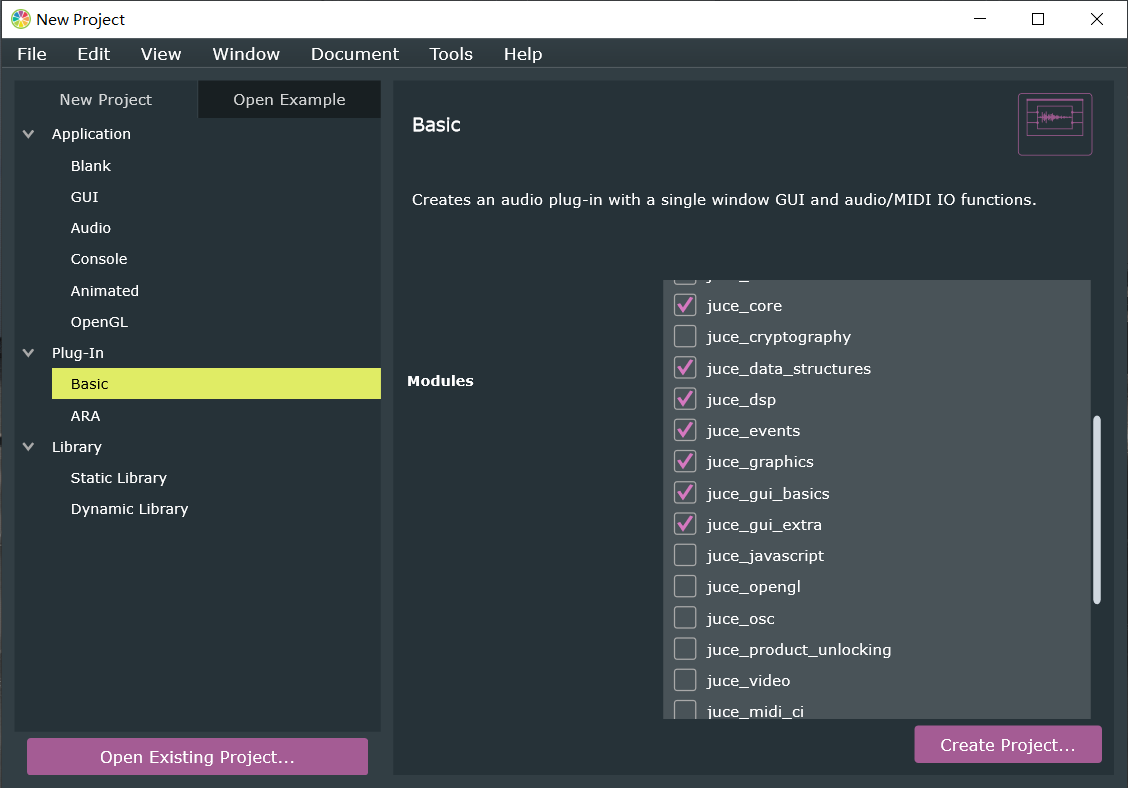 New Project
File Edit View Window Document Tools Help
New Project Open Example
Application
Blank
GUI
Audio
Console
Animated
OpenGL
Plug-In
Basic
ARA
Library
Static Library
Dynamic Library
Open Existing Project...
Basic
Creates an audio plug-in with a single window GUI and audio/MIDI IO functions.
Modules
juce_core
juce_cryptography
juce_data_structures
juce_dsp
juce_events
juce_graphics
juce_gui_basics
juce_gui_extra
juce_javascript
juce_opengl
juce_osc
juce_product_unlocking
juce_video
juce_midi_ci
Create Project...